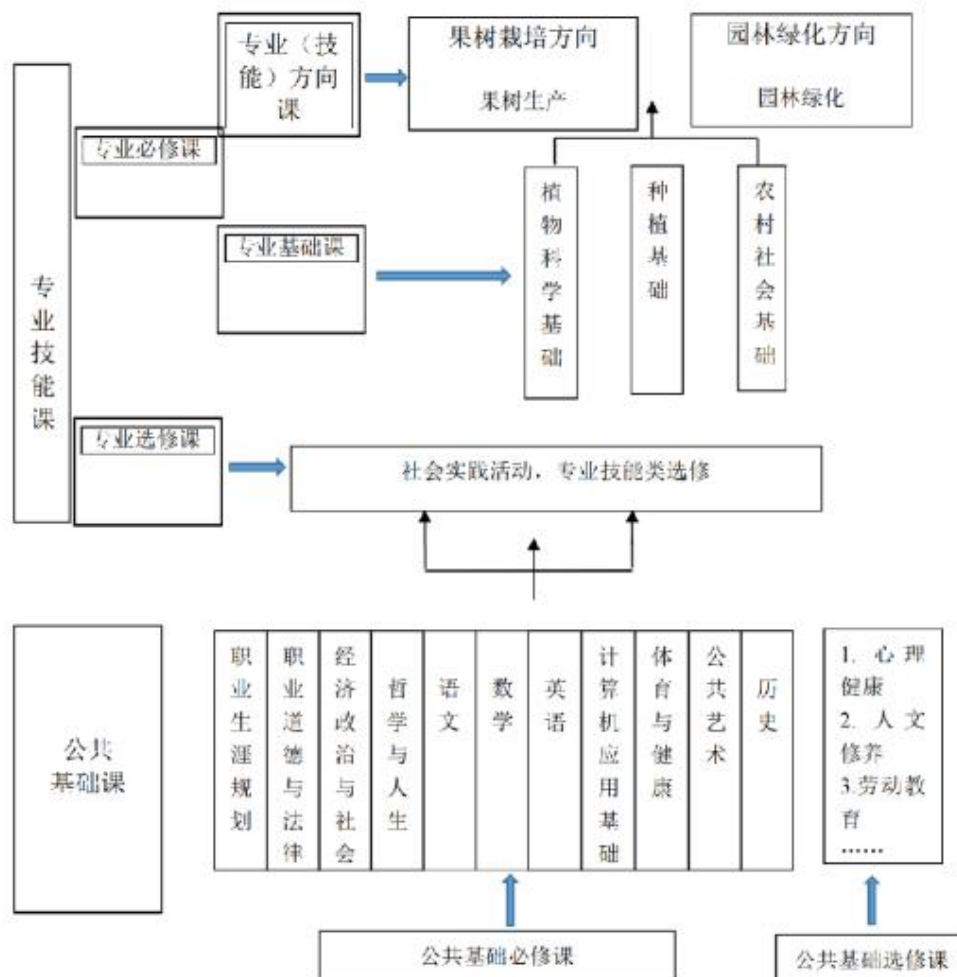 专业（技
能）方向
课
果树栽培方向
果树生产
园林绿化方向
园林绿化
专业必修课
专业基础课
植物科学基础
种植基础
农村社会基础
专业技能课
专业选修课
社会实践活动，专业技能类选修
公共
基础课
职业生涯规划
职业道德与法律
经济政治与社会
哲学与人生
语文
数学
英语
计算机应用基础
体育与健康
公共艺术
历史
1. 心理
健康
2. 人文
修养
3.劳动教
育
......
公共基础必修课
公共基础选修课